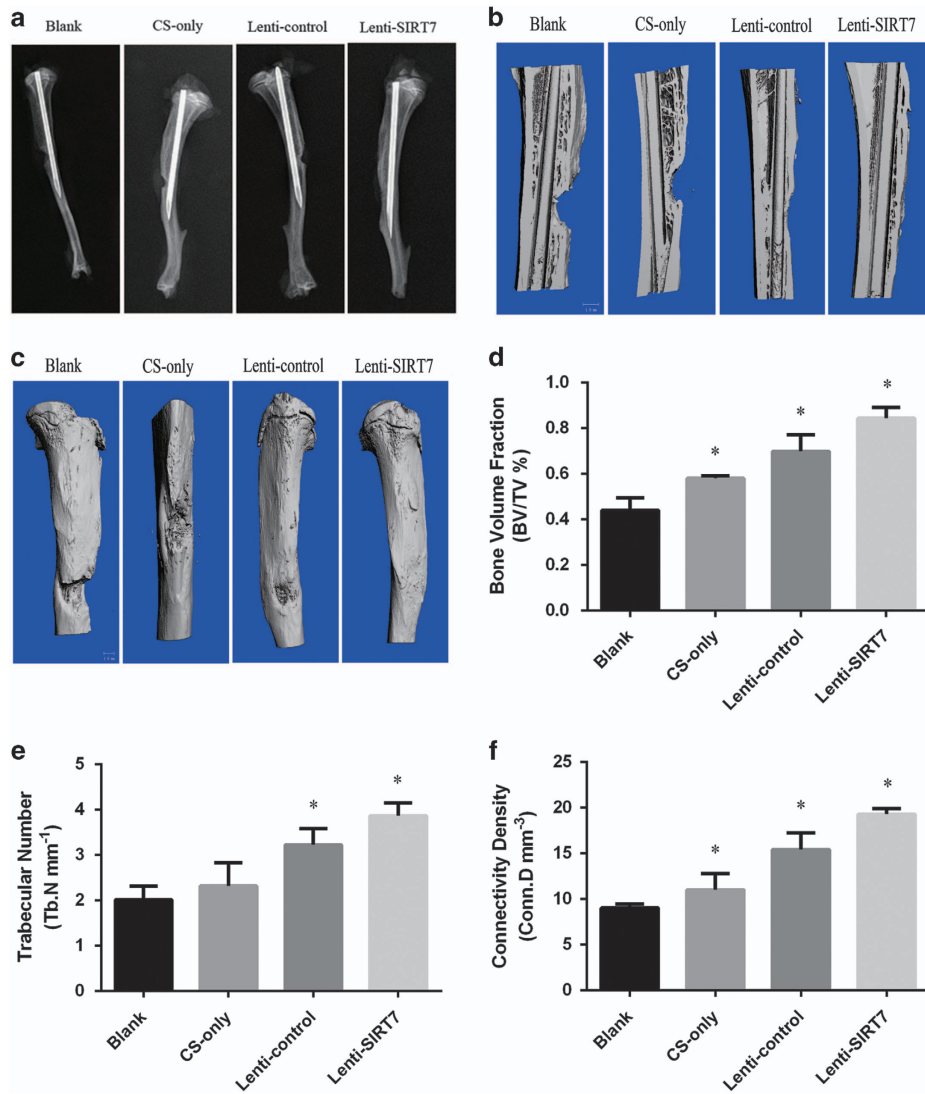 a
Blank
CS-only
Lenti-control
Lenti-SIRT7
b
Blank
CS-only
Lenti-control
Lenti-SIRT7
c
Blank
CS-only
Lenti-control
Lenti-SIRT7
d
Bone Volume Fraction
(BV/TV %)
1.0
0.8
0.6
0.4
0.2
0.0
*
*
*
Blank
CS-only
Lenti-control
Lenti-SIRT7
e
Trabecular Number
(Tb.N mm⁻¹)
5
4
3
2
1
0
*
*
Blank
CS-only
Lenti-control
Lenti-SIRT7
f
Connectivity Density
(Conn.D mm⁻³)
25
20
15
10
5
0
*
*
*
Blank
CS-only
Lenti-control
Lenti-SIRT7